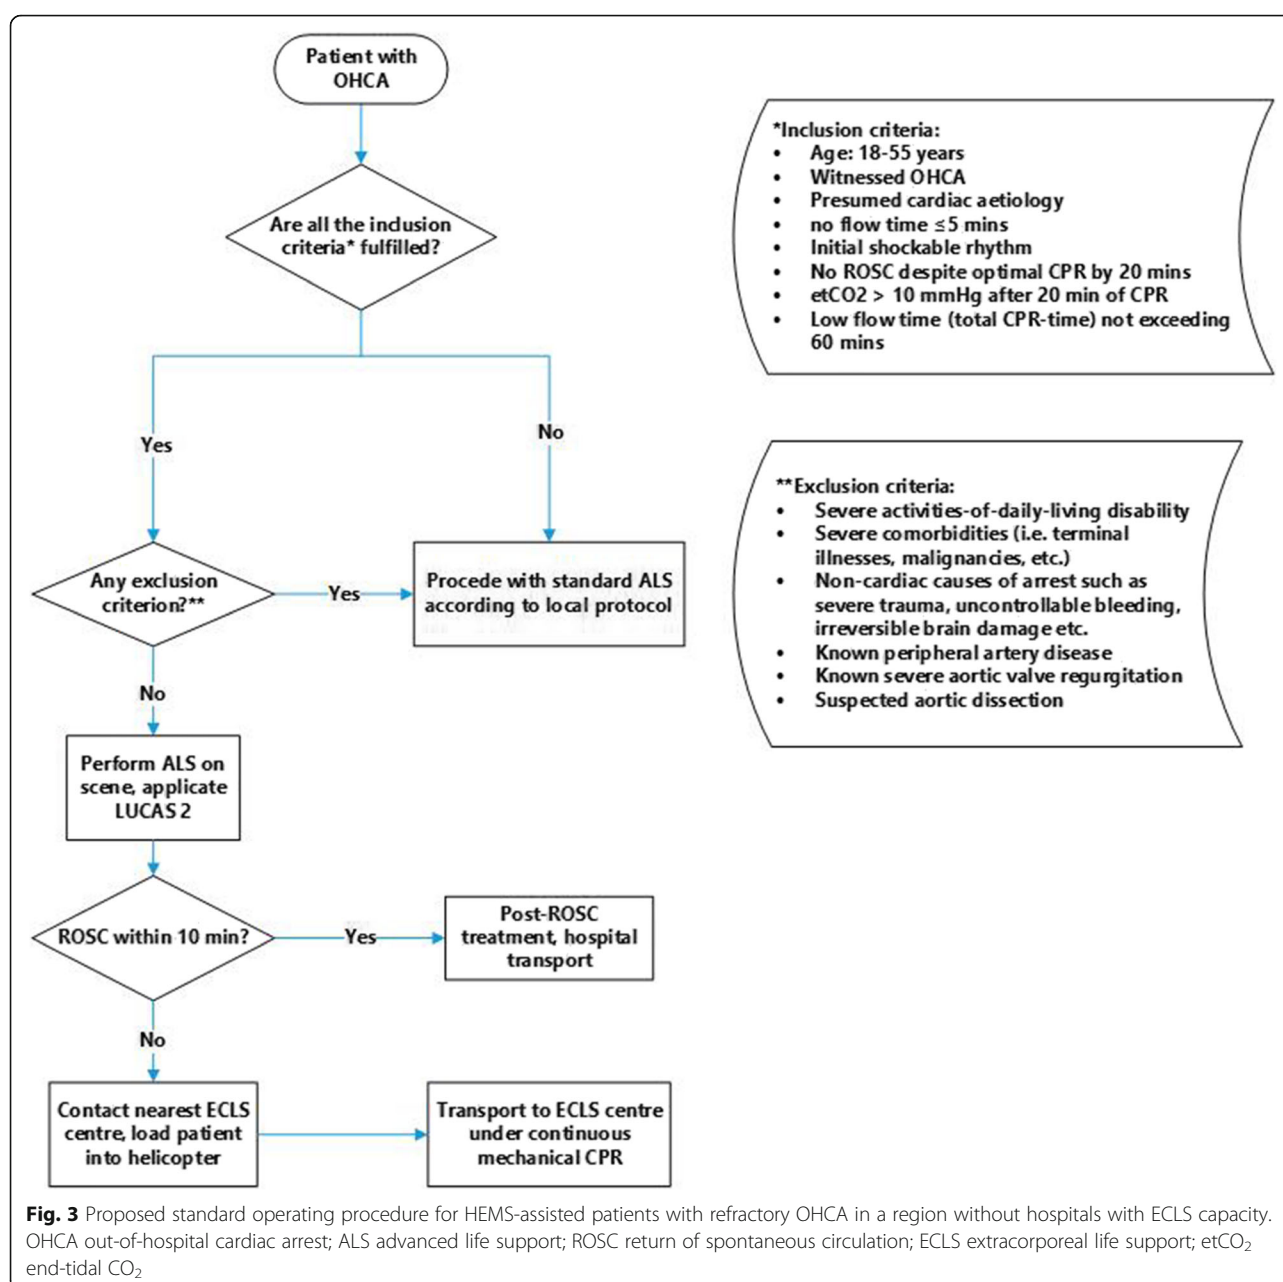 Patient with
OHCA
Are all the inclusion
criteria* fulfilled?
Yes
No
Any exclusion
criterion?**
Yes
Procede with standard ALS
according to local protocol
No
Perform ALS on
scene, applicate
LUCAS 2
ROSC within 10 min?
Yes
Post-ROSC
treatment, hospital
transport
No
Contact nearest ECLS
centre, load patient
into helicopter
Transport to ECLS centre
under continuous
mechanical CPR
*Inclusion criteria:
• Age: 18-55 years
• Witnessed OHCA
• Presumed cardiac aetiology
• no flow time ≤5 mins
• Initial shockable rhythm
• No ROSC despite optimal CPR by 20 mins
• etCO2 > 10 mmHg after 20 min of CPR
• Low flow time (total CPR-time) not exceeding
60 mins
**Exclusion criteria:
• Severe activities-of-daily-living disability
• Severe comorbidities (i.e. terminal
illnesses, malignancies, etc.)
• Non-cardiac causes of arrest such as
severe trauma, uncontrollable bleeding,
irreversible brain damage etc.
• Known peripheral artery disease
• Known severe aortic valve regurgitation
• Suspected aortic dissection
Fig. 3 Proposed standard operating procedure for HEMS-assisted patients with refractory OHCA in a region without hospitals with ECLS capacity.
OHCA out-of-hospital cardiac arrest; ALS advanced life support; ROSC return of spontaneous circulation; ECLS extracorporeal life support; etCO₂
end-tidal CO₂